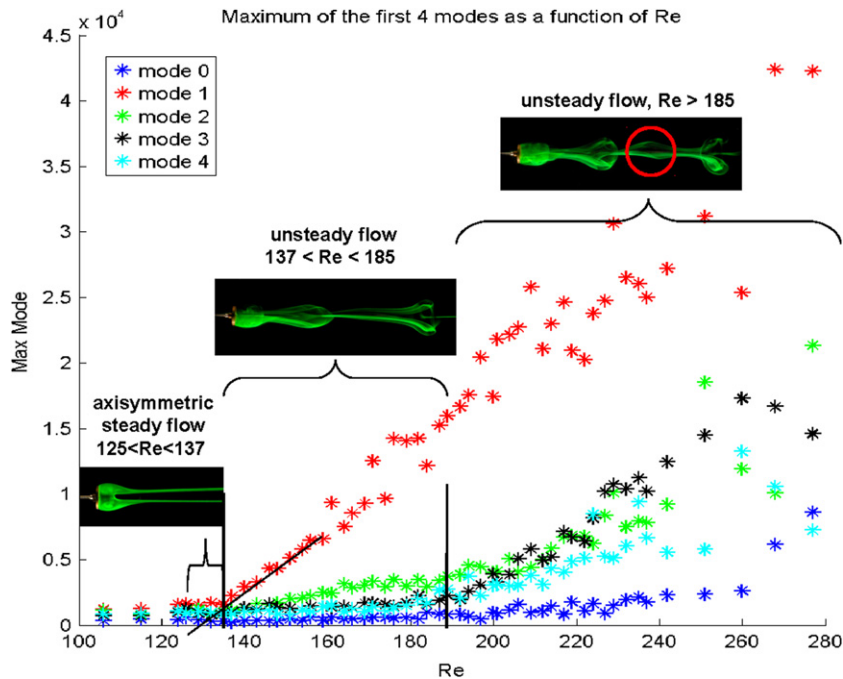 Maximum of the first 4 modes as a function of Re
x 10^4
4.5
4
3.5
3
2.5
2
1.5
1
0.5
0
Max Mode
mode 0
mode 1
mode 2
mode 3
mode 4
unsteady flow, Re > 185
unsteady flow
137 < Re < 185
axisymmetric
steady flow
125<Re<137
100 120 140 160 180 200 220 240 260 280
Re